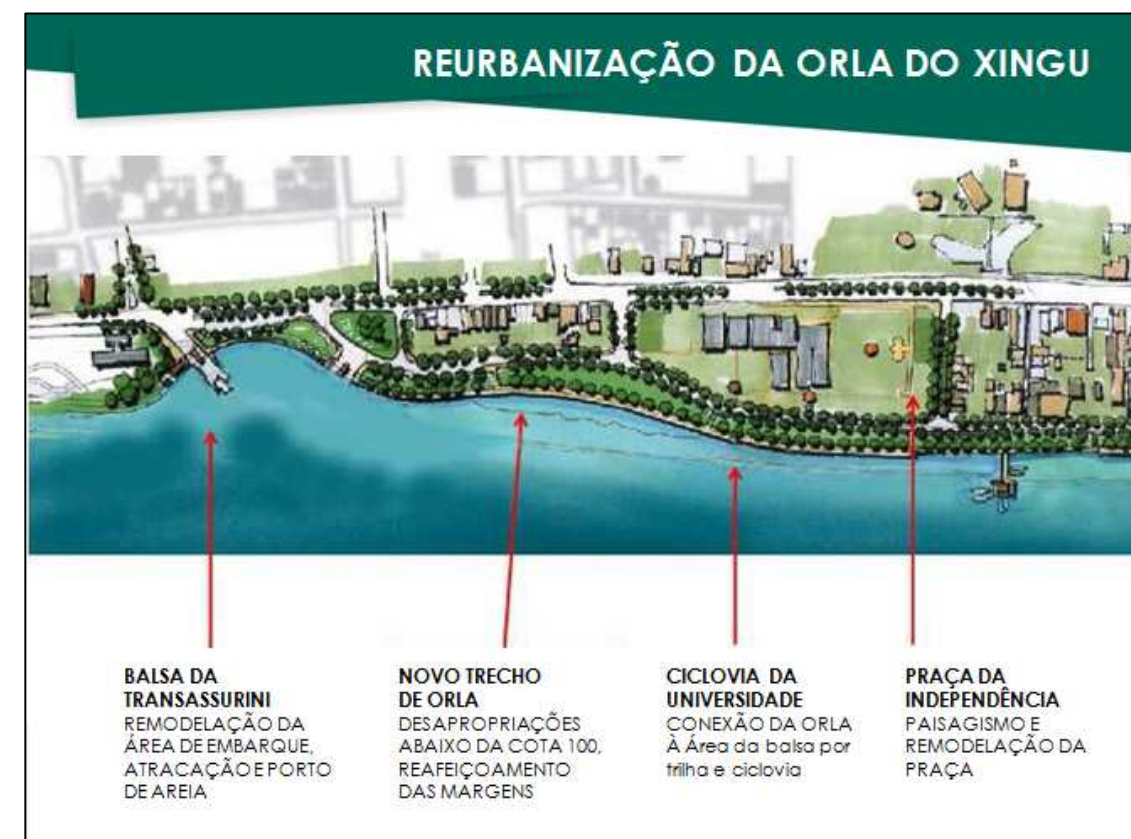 REURBANIZAÇÃO DA ORLA DO XINGU
BALSA DA
TRANSASSURINI
REMODELAÇÃO DA
ÁREA DE EMBARQUE,
ATRACAÇÃO E PORTO
DE AREIA
NOVO TRECHO
DE ORLA
DESAPROPRIAÇÕES
ABAIXO DA COTA 100,
REAFEIÇOAMENTO
DAS MARGENS
CICLOVIA DA
UNIVERSIDADE
CONEXÃO DA ORLA
À Área da balsa por
trilha e ciclovia
PRAÇA DA
INDEPENDÊNCIA
PAISAGISMO E
REMODELAÇÃO DA
PRAÇA